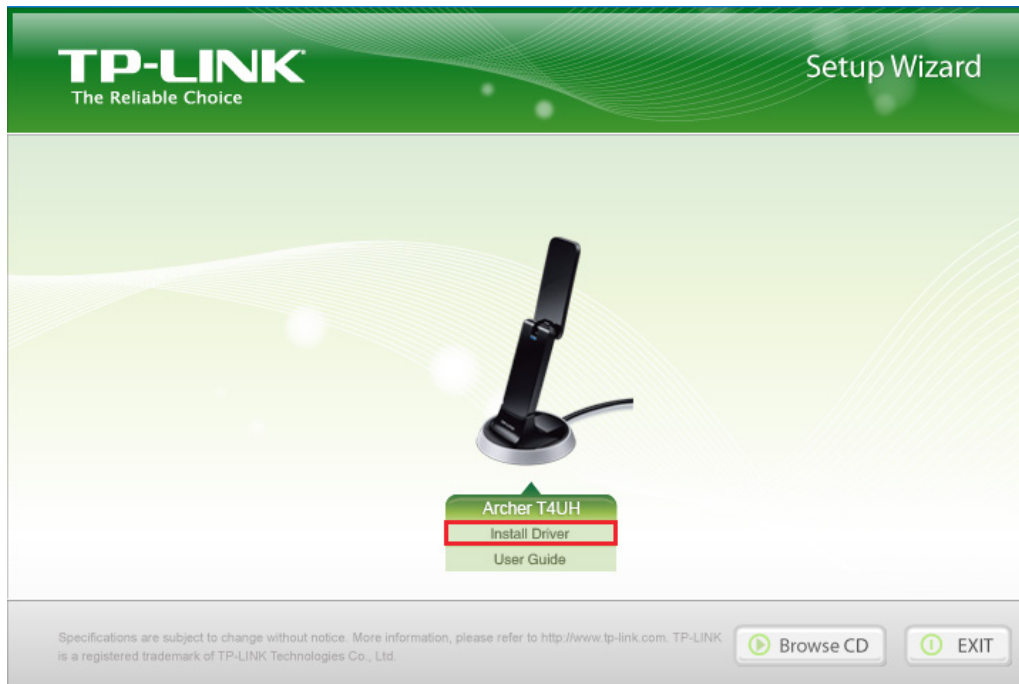 TP-LINK
The Reliable Choice
Setup Wizard
Archer T4UH
Install Driver
User Guide
Specifications are subject to change without notice. More information, please refer to http://www.tp-link.com. TP-LINK
is a registered trademark of TP-LINK Technologies Co., Ltd.
Browse CD
EXIT